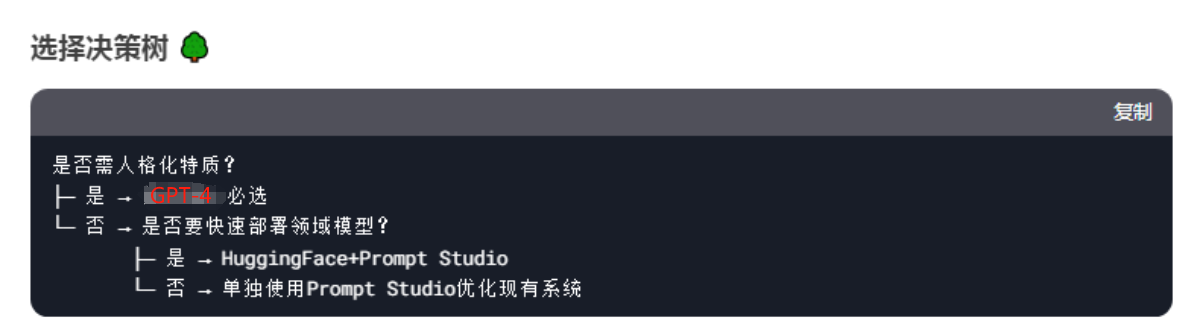 选择决策树 🌳
复制
是否需人格化特质？
├─ 是 → GPT-4 必选
└─ 否 → 是否要快速部署领域模型？
├─ 是 → HuggingFace+Prompt Studio
└─ 否 → 单独使用Prompt Studio优化现有系统